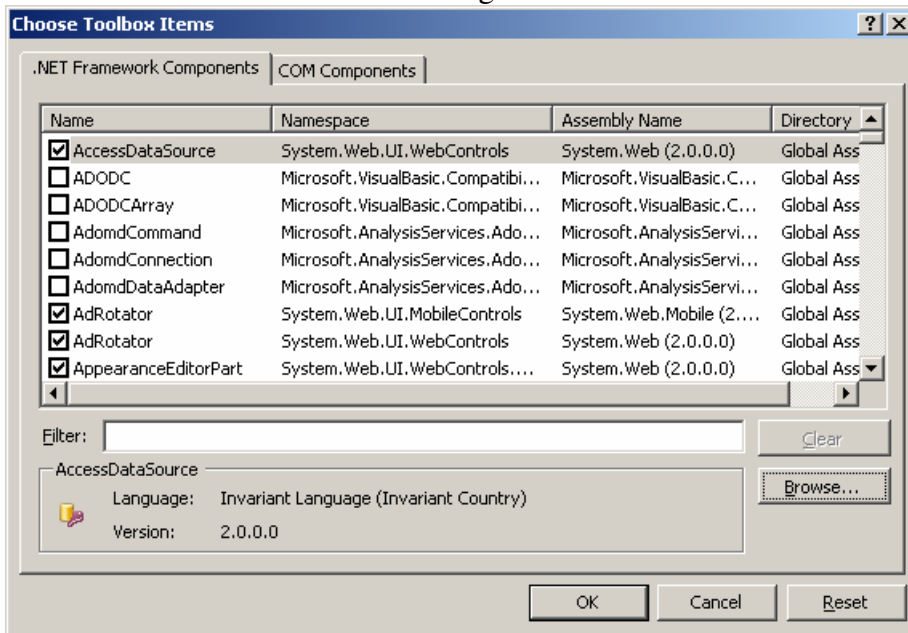 Choose Toolbox Items
.NET Framework Components COM Components
Name Namespace Assembly Name Directory
AccessDataSource System.Web.UI.WebControls System.Web (2.0.0.0) Global Ass
ADODC Microsoft.VisualBasic.Compatibi... Microsoft.VisualBasic.C... Global Ass
ADODCArray Microsoft.VisualBasic.Compatibi... Microsoft.VisualBasic.C... Global Ass
AdomdCommand Microsoft.AnalysisServices.Ado... Microsoft.AnalysisServi... Global Ass
AdomdConnection Microsoft.AnalysisServices.Ado... Microsoft.AnalysisServi... Global Ass
AdomdDataAdapter Microsoft.AnalysisServices.Ado... Microsoft.AnalysisServi... Global Ass
AdRotator System.Web.UI.MobileControls System.Web.Mobile (2.... Global Ass
AdRotator System.Web.UI.WebControls System.Web (2.0.0.0) Global Ass
AppearanceEditorPart System.Web.UI.WebControls.... System.Web (2.0.0.0) Global Ass
Filter: Clear
AccessDataSource
Language: Invariant Language (Invariant Country) Browse...
Version: 2.0.0.0
OK Cancel Reset